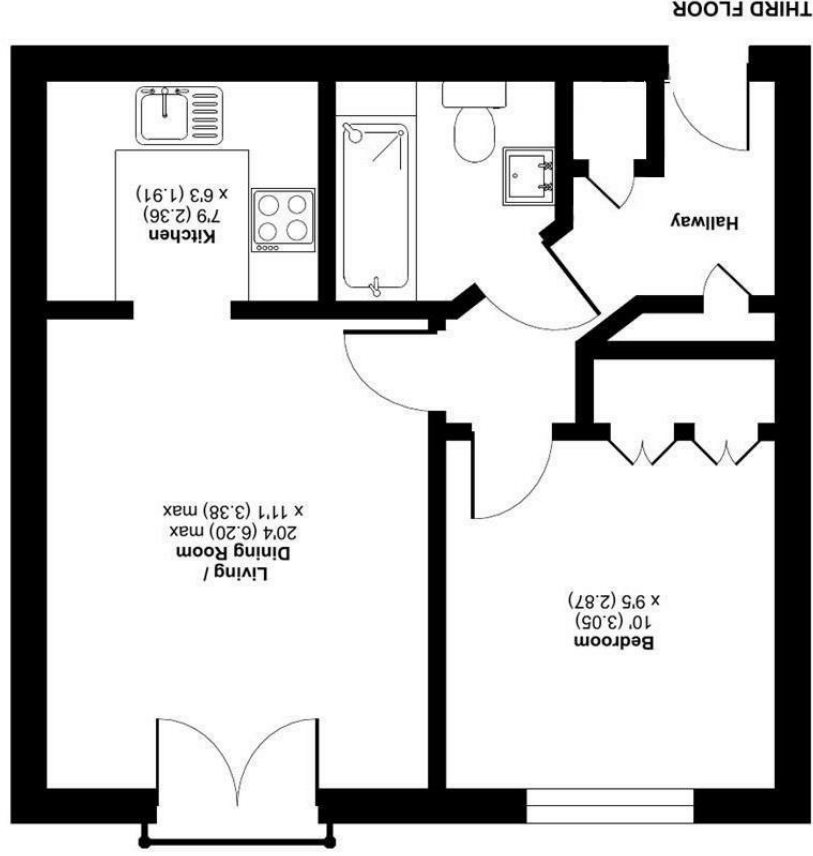 Bedroom
10' (3.05)
x 9'5 (2.87)
Living /
Dining Room
20'4 (6.20) max
x 11'1 (3.38) max
Hallway
Kitchen
7'9 (2.36)
x 6'3 (1.91)
THIRD FLOOR